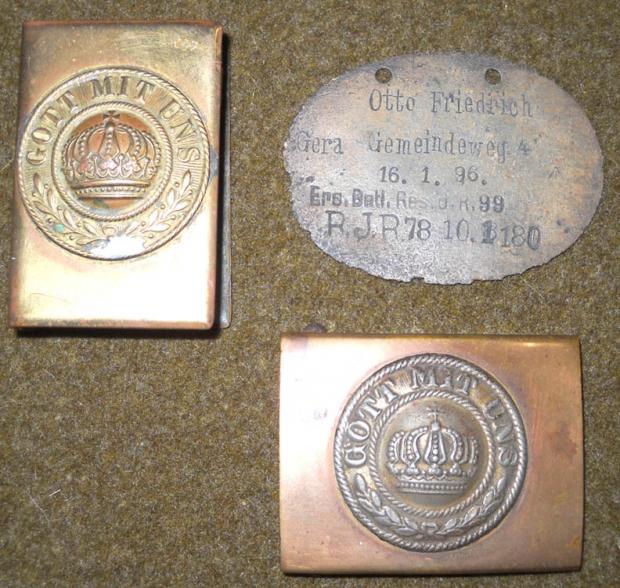 GOTT MIT UNS
Otto Friedrich
Gera Gemeindeweg 4
16. 1. 96.
Ers. Batl. Res. J. R. 99
R.J.R 78 10. 1180
GOTT MIT UNS